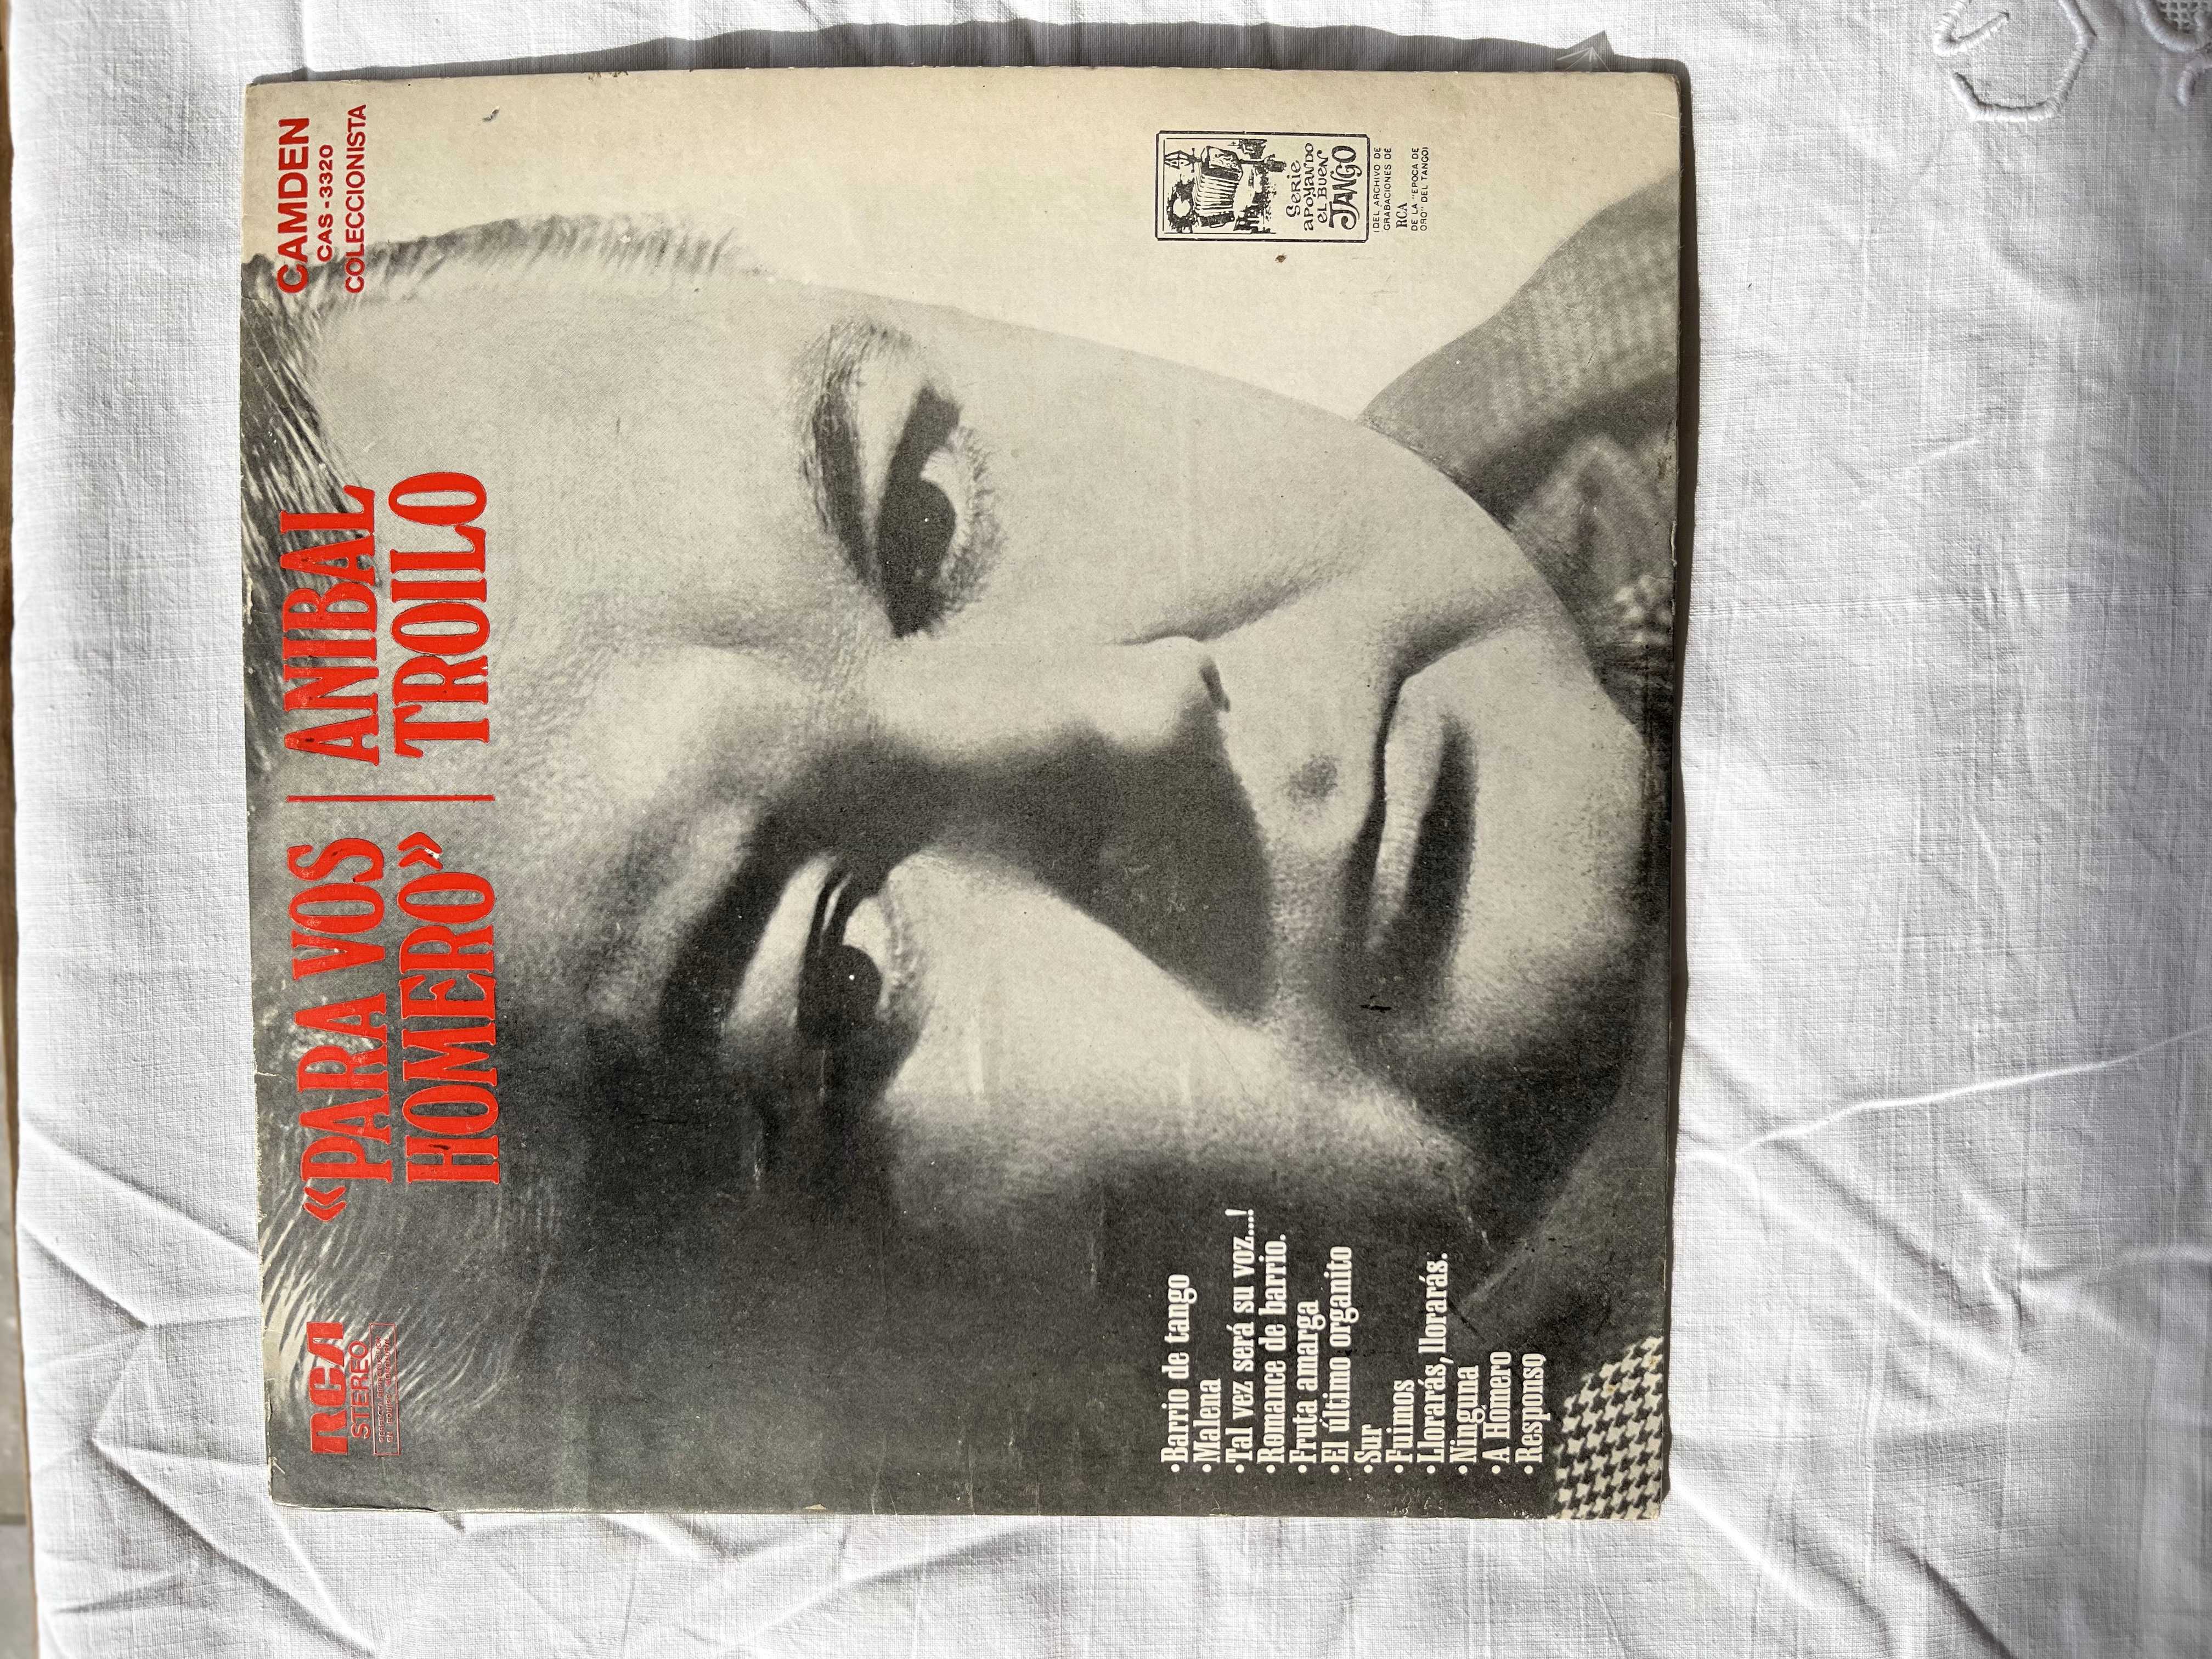 RCA
STEREO
«PARA VOS
HOMERO»
ANIBAL
TROILO
CAMDEN
CAS-3320
COLECCIONISTA
• Barrio de tango
• Malena
• Tal vez será su voz...!
• Romance de barrio.
• Fruta amarga
• El último organito
• Sur
• Fuimos
• Llorarás, llorarás.
• Ninguna
• A Homero
• Responso
SERIE
APOYANDO
EL BUEN
TANGO
(DEL ARCHIVO DE
GRABACIONES DE
RCA
DE LA "EPOCA DE
ORO" DEL TANGO)